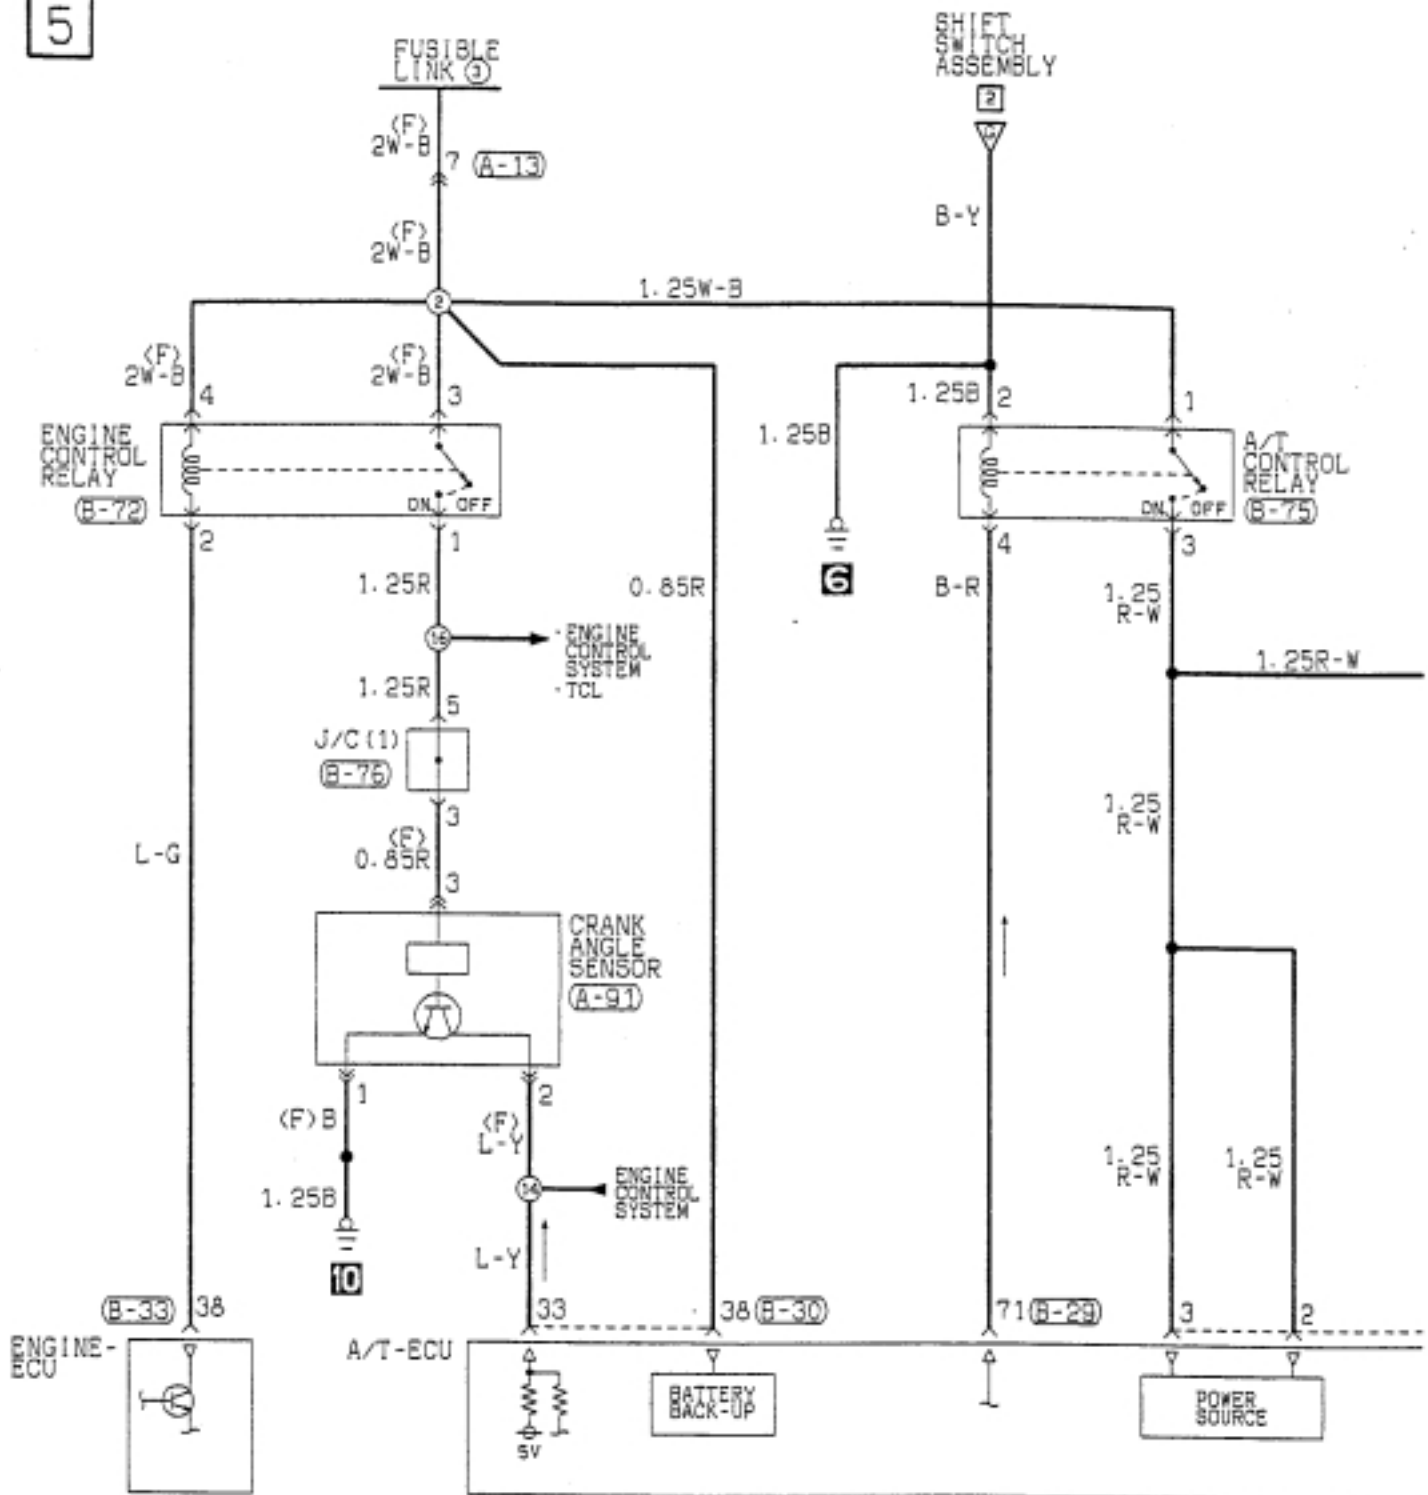 5
FUSIBLE
LINK ③
SHIFT
SWITCH
ASSEMBLY
2
(F)
2W-B
7
A-13
B-Y
(F)
2W-B
2
1.25W-B
(F)
2W-B
4
(F)
2W-B
3
1.25B
2
1
1.25B
ENGINE
CONTROL
RELAY
B-72
ON OFF
A/T
CONTROL
RELAY
B-75
ON OFF
2
1
4
3
6
1.25R
0.85R
B-R
1.25
R-W
16
·ENGINE
CONTROL
SYSTEM
·TCL
1.25R-W
1.25R
5
J/C(1)
B-76
3
1.25
R-W
L-G
(F)
0.85R
3
CRANK
ANGLE
SENSOR
A-91
1
2
(F)B
(F)
L-Y
14
ENGINE
CONTROL
SYSTEM
1.25
R-W
1.25
R-W
1.25B
10
L-Y
B-33
38
33
38
B-30
71
B-29
3
2
ENGINE-
ECU
A/T-ECU
5V
BATTERY
BACK-UP
POWER
SOURCE